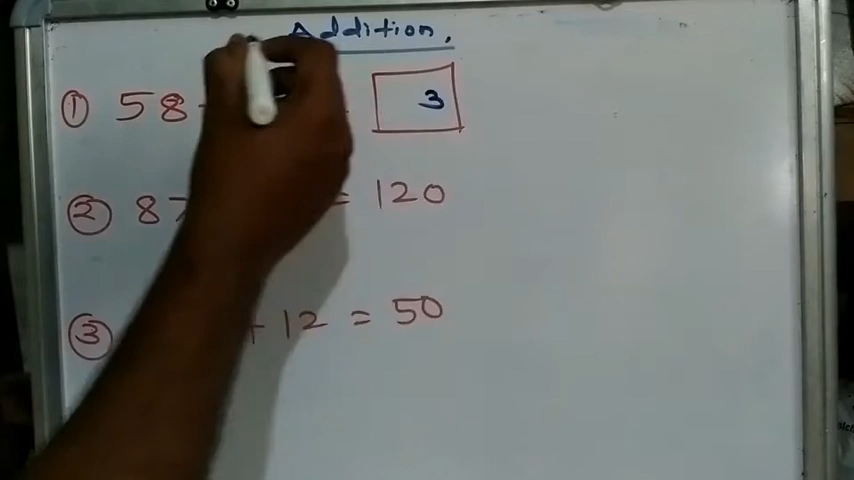 Addition.
① 58 3
② 87 = 120
③ + 12 = 50